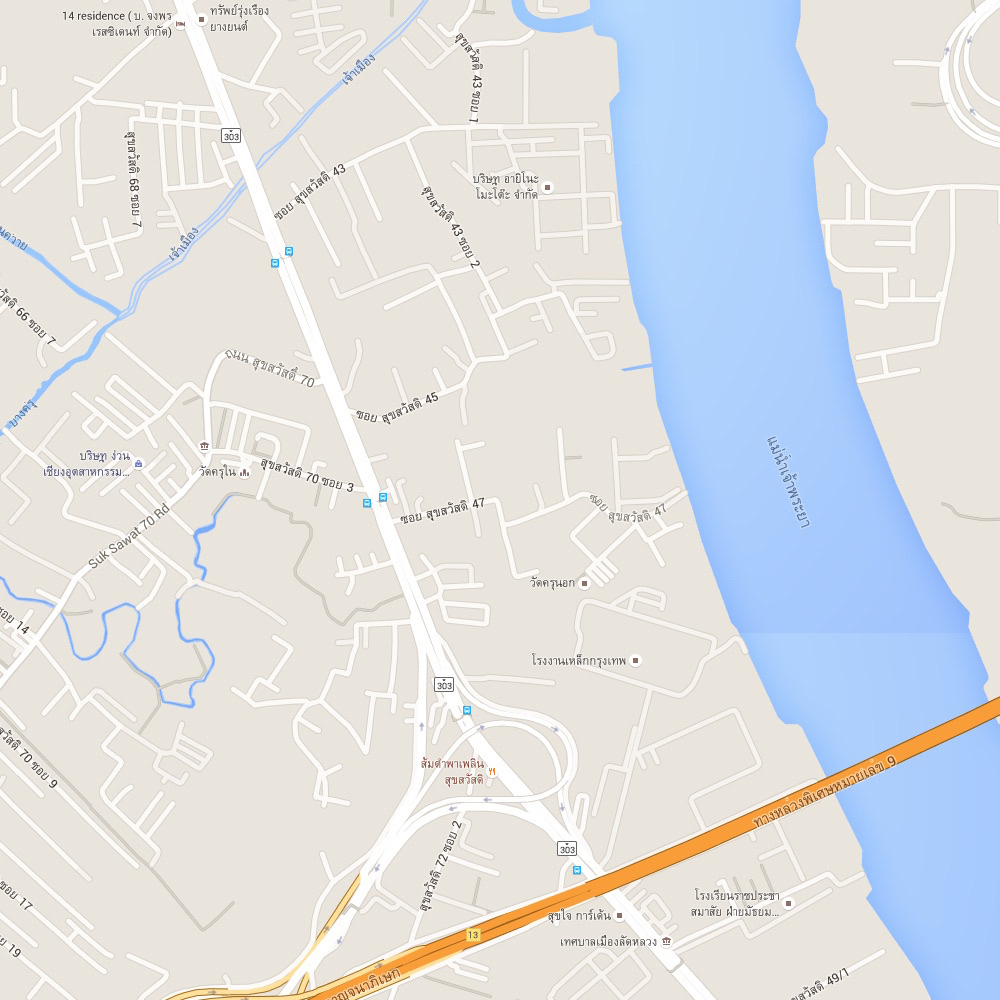 14 residence ( บ. จงพร
เรสซิเดนท์ จำกัด)
ทรัพย์รุ่งเรือง
ยางยนต์
สุขสวัสดิ์ 43 ซอย 1
เจ้าเมือง
303
สุขสวัสดิ์ 68 ซอย 7
ซอย สุขสวัสดิ์ 43
บริษัท อายิโนะ
โมะโต๊ะ จำกัด
สุขสวัสดิ์ 43 ซอย 2
เจ้าเมือง
66 ซอย 7
ถนน สุขสวัสดิ์ 70
ซอย สุขสวัสดิ์ 45
บางครุ
บริษัท ง่วน
เชียงอุตสาหกรรม...
วัดครุใน
สุขสวัสดิ์ 70 ซอย 3
แม่น้ำเจ้าพระยา
ซอย สุขสวัสดิ์ 47
ซอย สุขสวัสดิ์ 47
Suk Sawat 70 Rd
วัดครุนอก
ซอย 14
โรงงานเหล็กกรุงเทพ
303
70 ซอย 9
ส้มตำพาเพลิน
สุขสวัสดิ์
ทางหลวงพิเศษหมายเลข 9
303
สุขสวัสดิ์ 72 ซอย 2
ซอย 17
โรงเรียนราชประชา
สมาสัย ฝ่ายมัธยม...
สุขใจ การ์เด้น
13
เทศบาลเมืองลัดหลวง
ซอย 19
สุขสวัสดิ์ 49/1